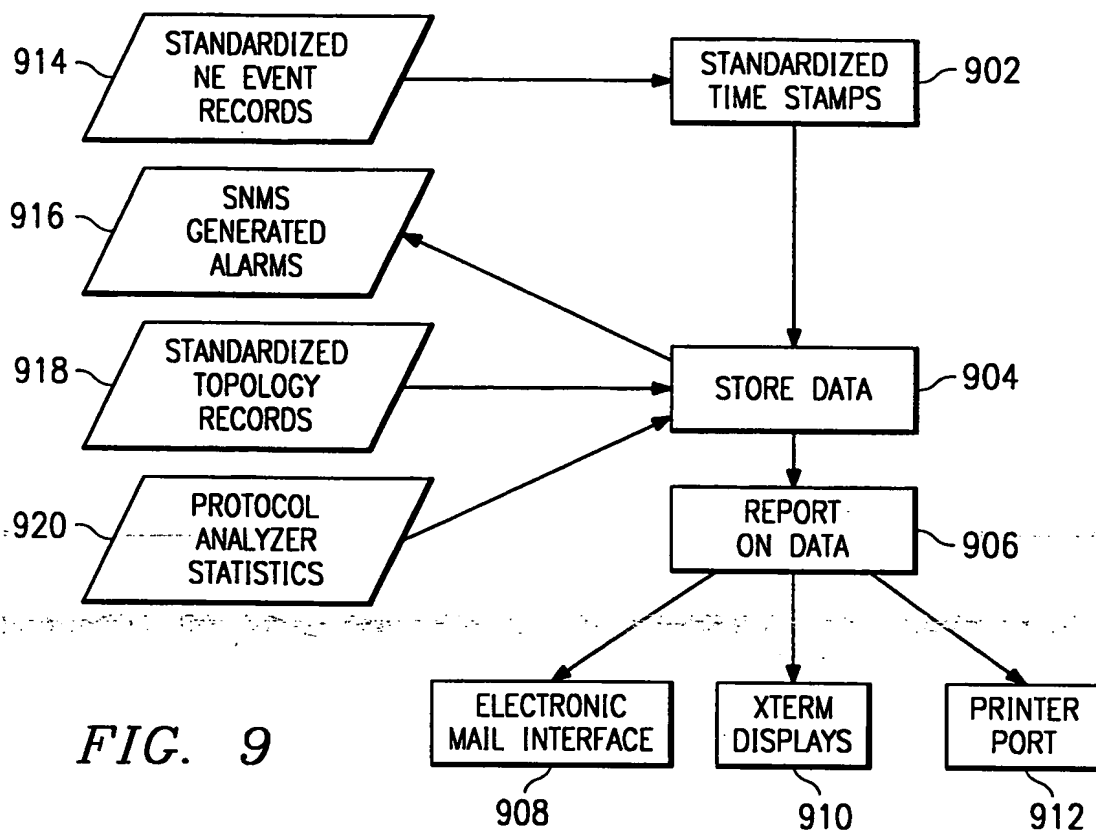 914
STANDARDIZED
NE EVENT
RECORDS
STANDARDIZED
TIME STAMPS
902
916
SNMS
GENERATED
ALARMS
918
STANDARDIZED
TOPOLOGY
RECORDS
STORE DATA
904
920
PROTOCOL
ANALYZER
STATISTICS
REPORT
ON DATA
906
ELECTRONIC
MAIL INTERFACE
908
XTERM
DISPLAYS
910
PRINTER
PORT
912
FIG. 9